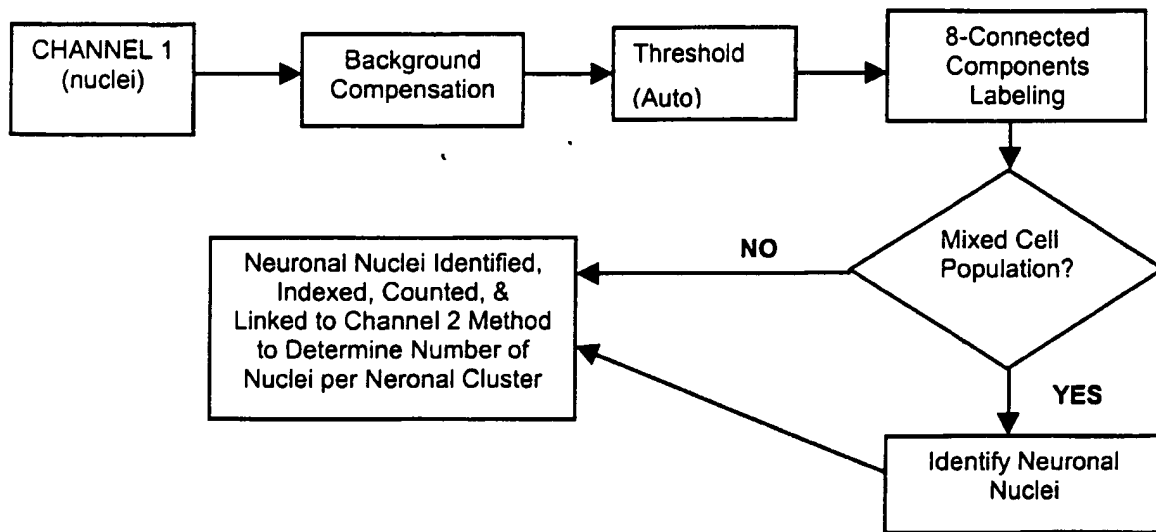 CHANNEL 1
(nuclei)
Background
Compensation
Threshold
(Auto)
8-Connected
Components
Labeling
Mixed Cell
Population?
NO
YES
Neuronal Nuclei Identified,
Indexed, Counted, &
Linked to Channel 2 Method
to Determine Number of
Nuclei per Neronal Cluster
Identify Neuronal
Nuclei